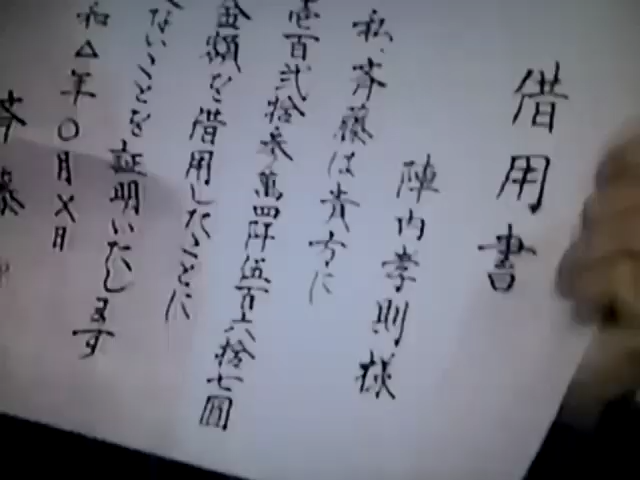 借用書
陣内孝則様
私、斉藤は貴方に
壱百弐拾参萬四阡伍百六拾七圓
金額を借用したことに
ないことを証明いたします
和△年〇月×日
斉藤